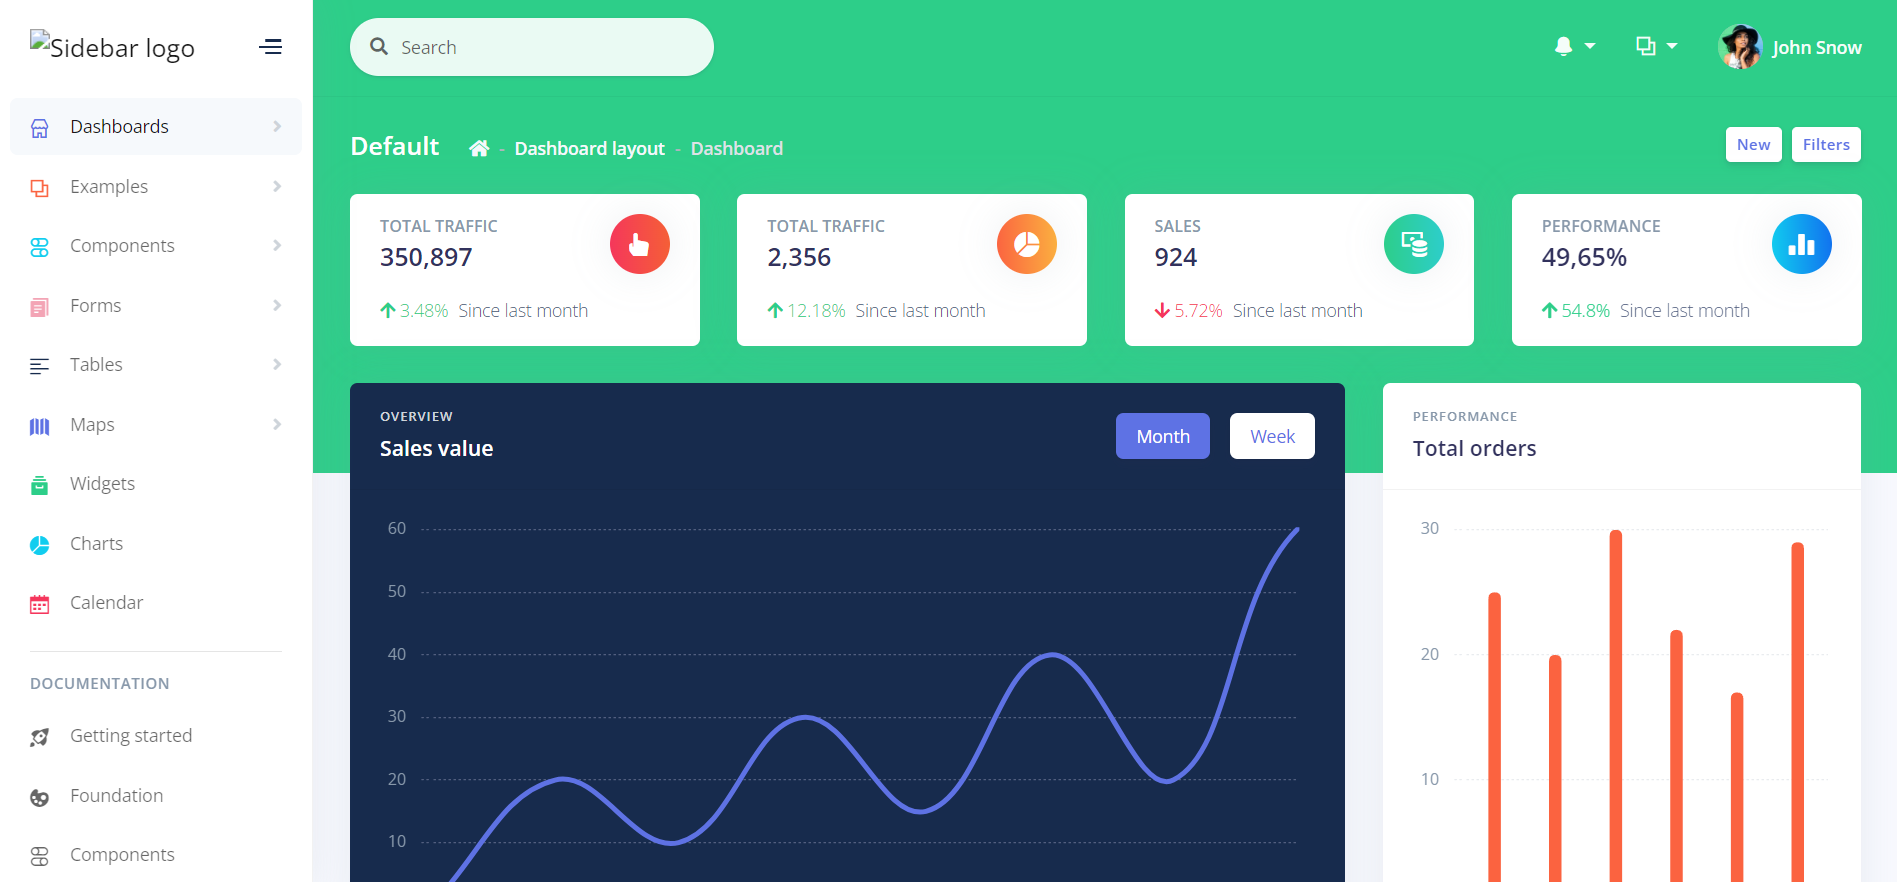 Sidebar logo
Dashboards
Examples
Components
Forms
Tables
Maps
Widgets
Charts
Calendar
DOCUMENTATION
Getting started
Foundation
Components
Search
John Snow
Default - Dashboard layout - Dashboard
New
Filters
TOTAL TRAFFIC
350,897
3.48% Since last month
TOTAL TRAFFIC
2,356
12.18% Since last month
SALES
924
5.72% Since last month
PERFORMANCE
49,65%
54.8% Since last month
OVERVIEW
Sales value
Month
Week
60
50
40
30
20
10
PERFORMANCE
Total orders
30
20
10